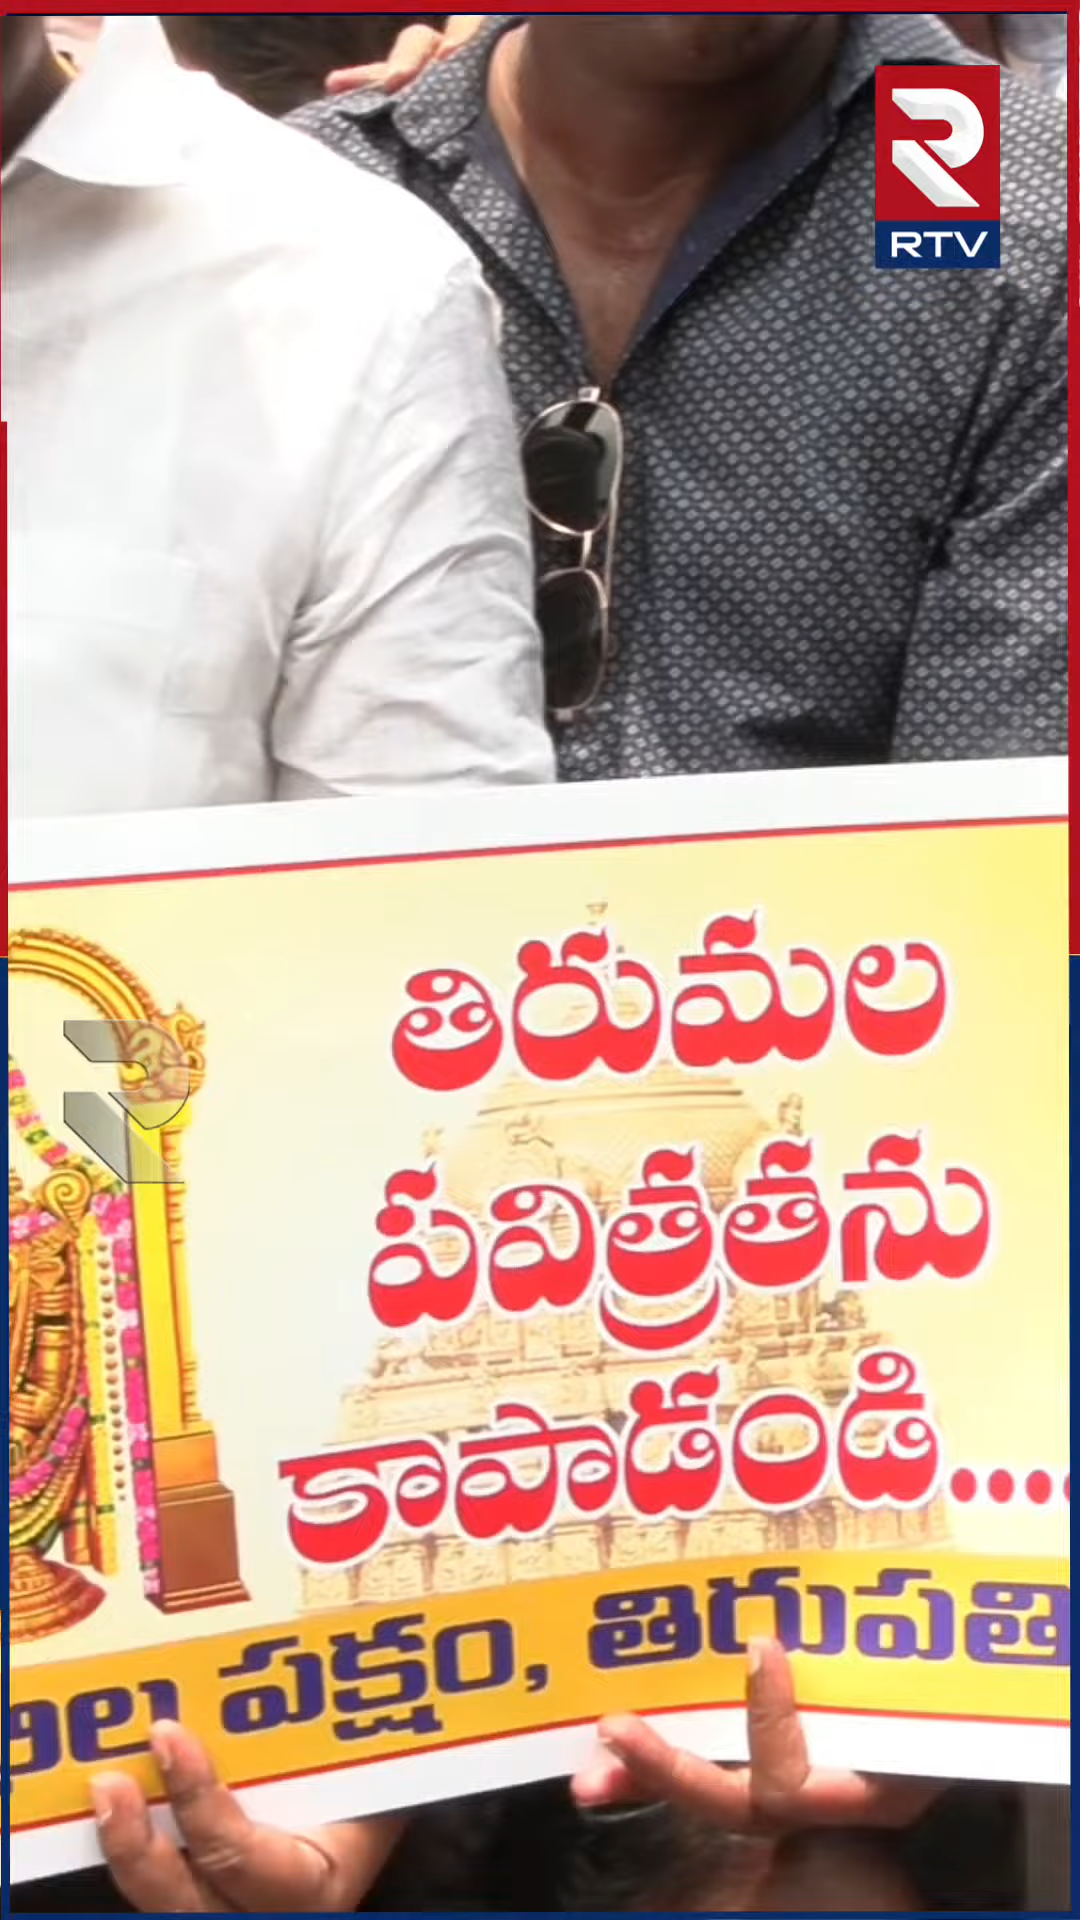 RTV
తిరుమల
పవిత్రతను
కాపాడండి....
పక్షం, తిరుపతి